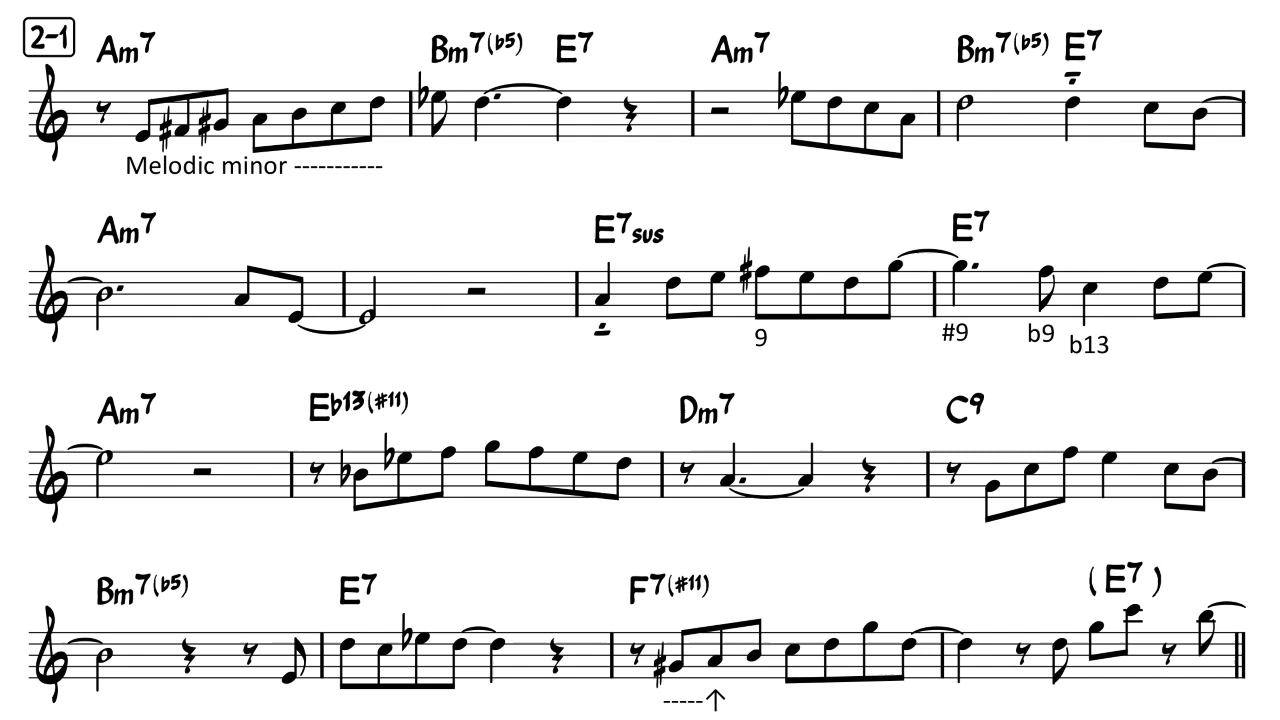 2-1 Am7 Bm7(b5) E7 Am7 Bm7(b5) E7
Melodic minor -----------
Am7 E7sus E7
9 #9 b9 b13
Am7 Eb13(#11) Dm7 C9
Bm7(b5) E7 F7(#11) ( E7 )
-----↑